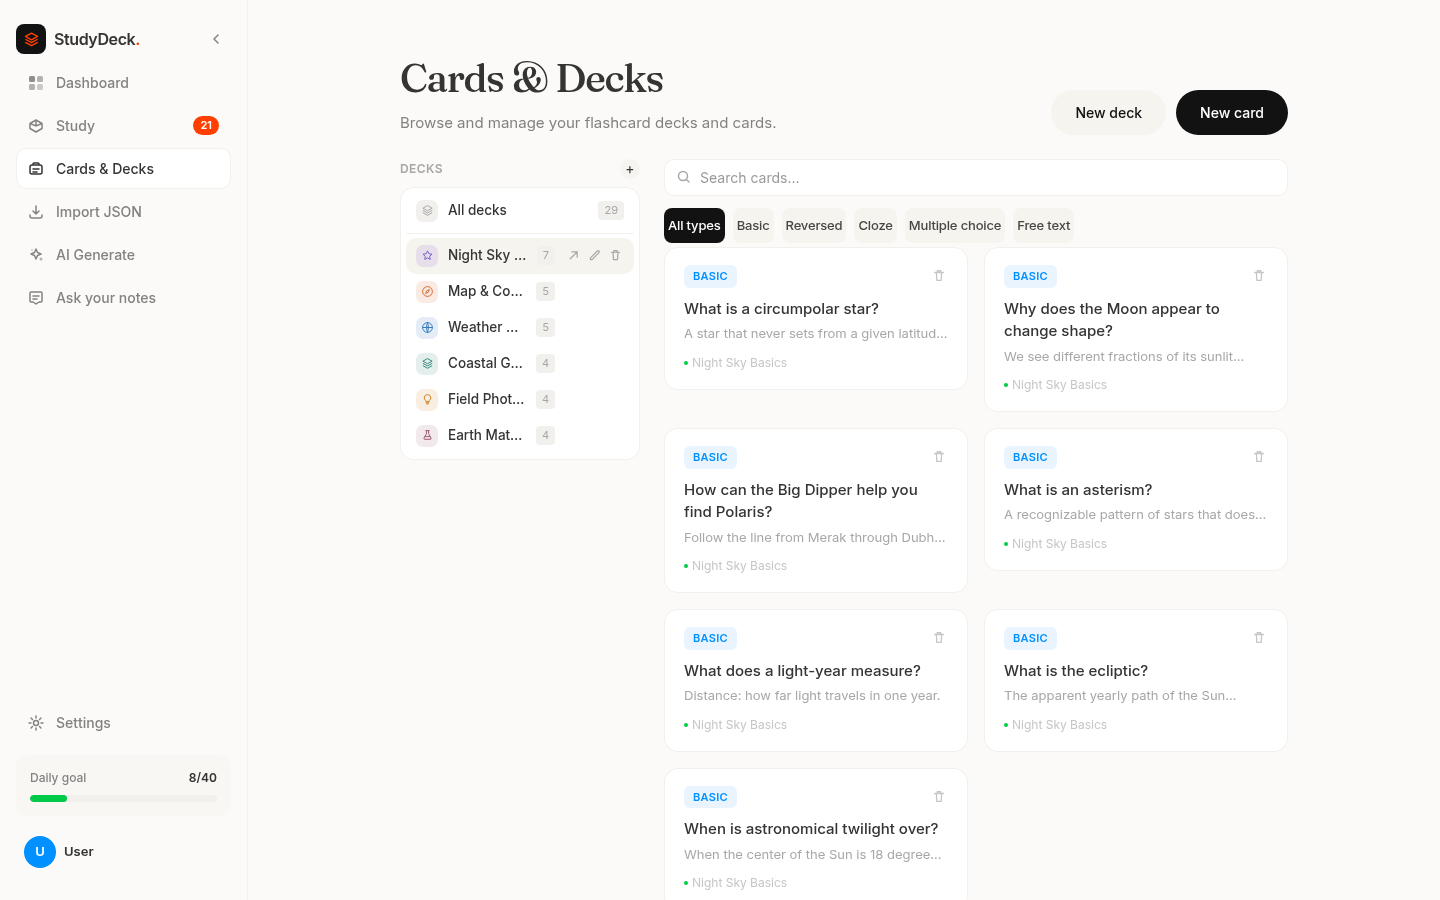 StudyDeck.
Dashboard
Study
21
Cards & Decks
Import JSON
AI Generate
Ask your notes
Settings
Daily goal
8/40
U
User
Cards & Decks
Browse and manage your flashcard decks and cards.
New deck
New card
DECKS
+
All decks
29
Night Sky ...
7
Map & Co...
5
Weather ...
5
Coastal G...
4
Field Phot...
4
Earth Mat...
4
Search cards...
All types
Basic
Reversed
Cloze
Multiple choice
Free text
BASIC
What is a circumpolar star?
A star that never sets from a given latitud...
Night Sky Basics
BASIC
Why does the Moon appear to
change shape?
We see different fractions of its sunlit...
Night Sky Basics
BASIC
How can the Big Dipper help you
find Polaris?
Follow the line from Merak through Dubh...
Night Sky Basics
BASIC
What is an asterism?
A recognizable pattern of stars that does...
Night Sky Basics
BASIC
What does a light-year measure?
Distance: how far light travels in one year.
Night Sky Basics
BASIC
What is the ecliptic?
The apparent yearly path of the Sun...
Night Sky Basics
BASIC
When is astronomical twilight over?
When the center of the Sun is 18 degree...
Night Sky Basics